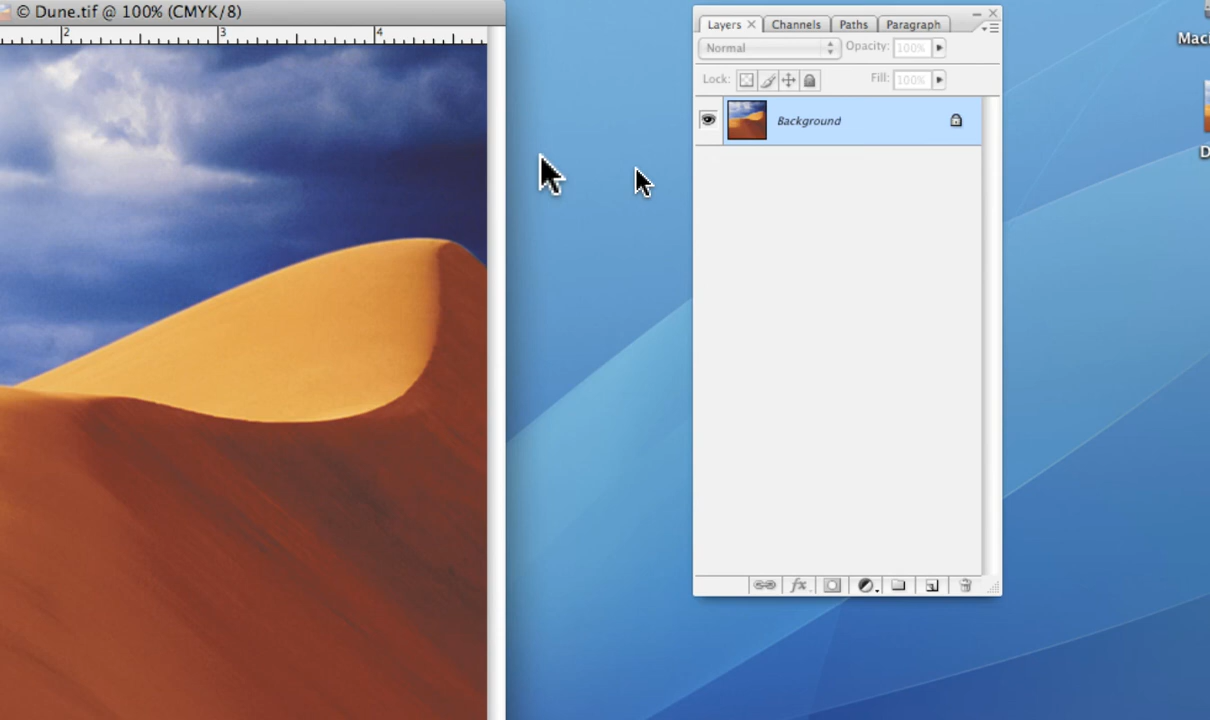 © Dune.tif @ 100% (CMYK/8)
2 3 4
Layers × Channels Paths Paragraph
Normal Opacity: 100%
Lock: Fill: 100%
Background
fx
Mac
D